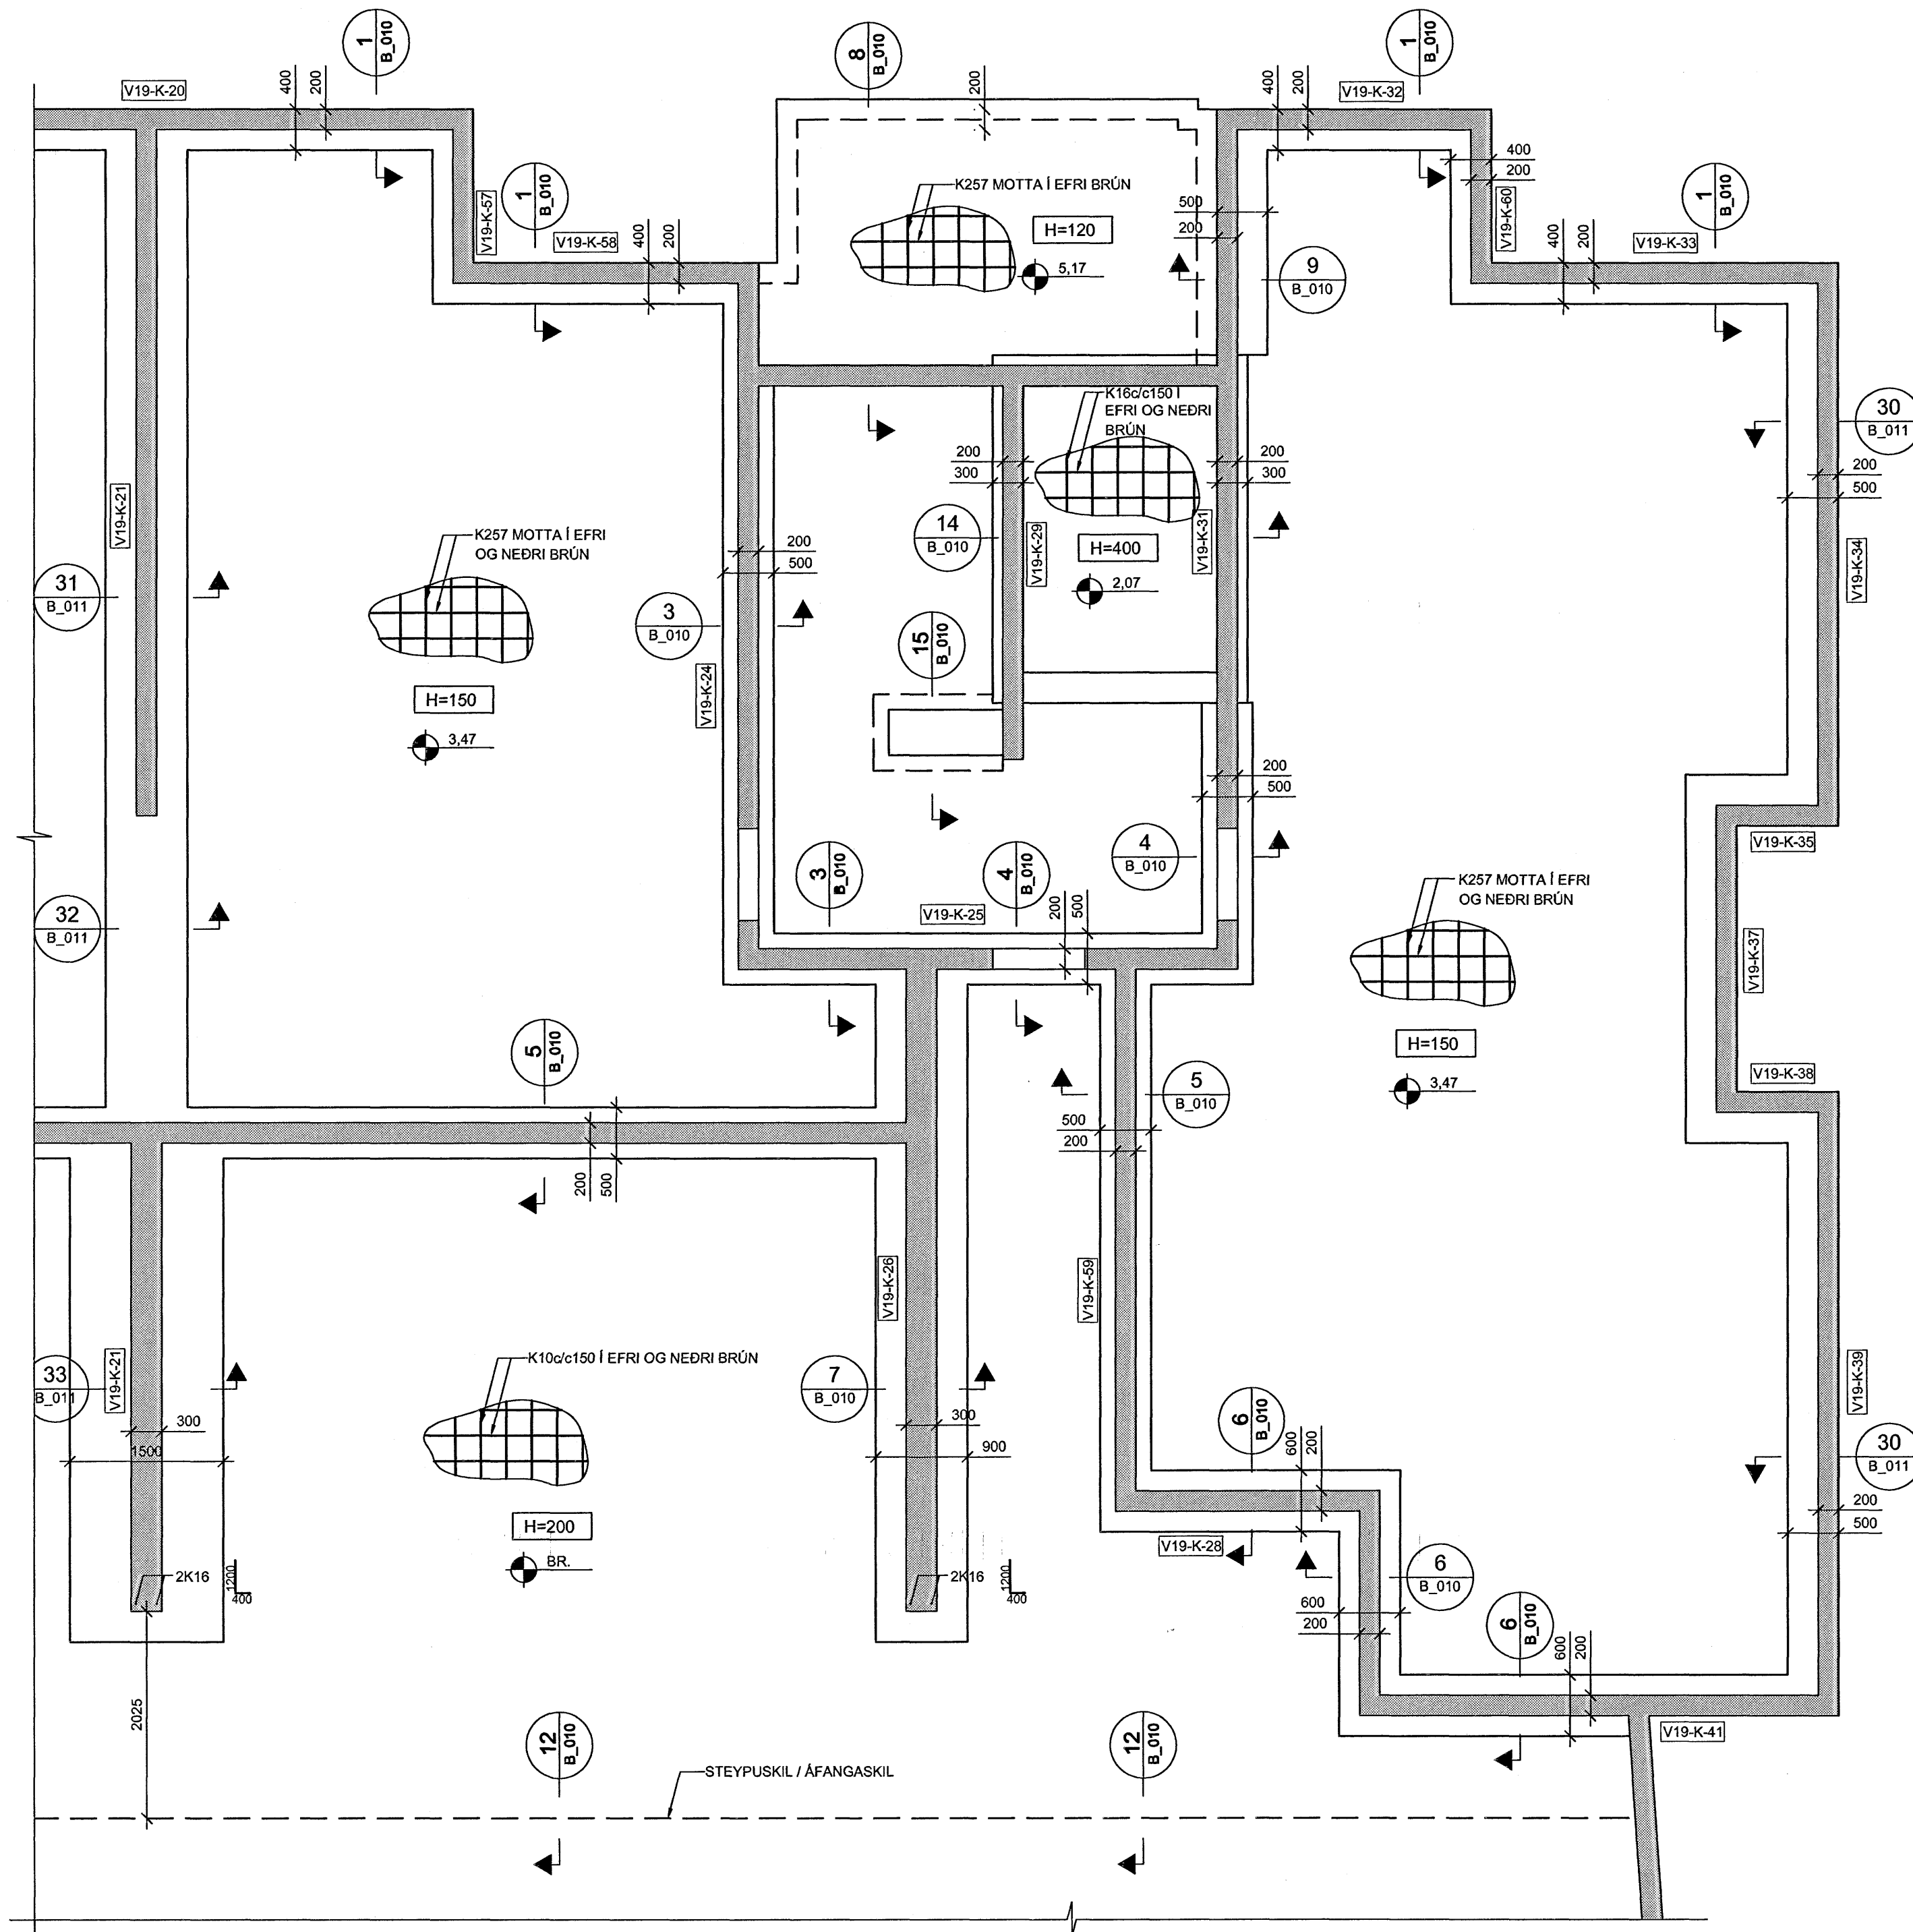 1
B_010
8
B_010
1
B_010
V19-K-20
400
200
200
400
200
V19-K-32
400
200
1
B_010
V19-K-57
1
B_010
V19-K-58
400
200
K257 MOTTA Í EFRI BRÚN
H=120
5,17
500
200
9
B_010
V19-K-60
400
200
V19-K-33
K16c/c150 Í
EFRI OG NEÐRI
BRÚN
30
B_011
200
300
200
300
200
500
V19-K-21
K257 MOTTA Í EFRI
OG NEÐRI BRÚN
200
500
14
B_010
V19-K-29
H=400
2,07
V19-K-31
V19-K-34
31
B_011
3
B_010
15
B_010
H=150
3,47
V19-K-24
200
500
V19-K-35
3
B_010
4
B_010
4
B_010
K257 MOTTA Í EFRI
OG NEÐRI BRÚN
32
B_011
V19-K-25
200
500
V19-K-37
5
B_010
H=150
3,47
V19-K-38
5
B_010
500
200
200
500
V19-K-26
V19-K-59
33
B_011
V19-K-21
K10c/c150 Í EFRI OG NEÐRI BRÚN
7
B_010
V19-K-39
300
1500
300
900
6
B_010
600
200
30
B_011
H=200
BR.
200
500
V19-K-28
2K16
1200
400
2K16
1200
400
6
B_010
600
200
6
B_010
600
200
2025
12
B_010
12
B_010
V19-K-41
STEYPUSKIL / ÁFANGASKIL